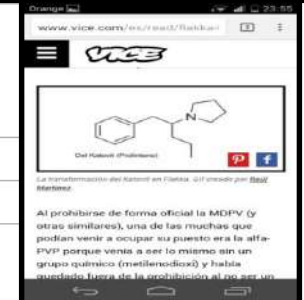 Orange 23:55
www.vice.com/es/read/flakka-
VICE
N
Del Katovit (Prolintano)
La transformación del Katovit en Flakka. Gif creado por Raúl
Martínez.
Al prohibirse de forma oficial la MDPV (y
otras similares), una de las muchas que
podían venir a ocupar su puesto era la alfa-
PVP porque venía a ser lo mismo sin un
grupo químico (metilenodioxi) y había
quedado fuera de la prohibición al no ser un